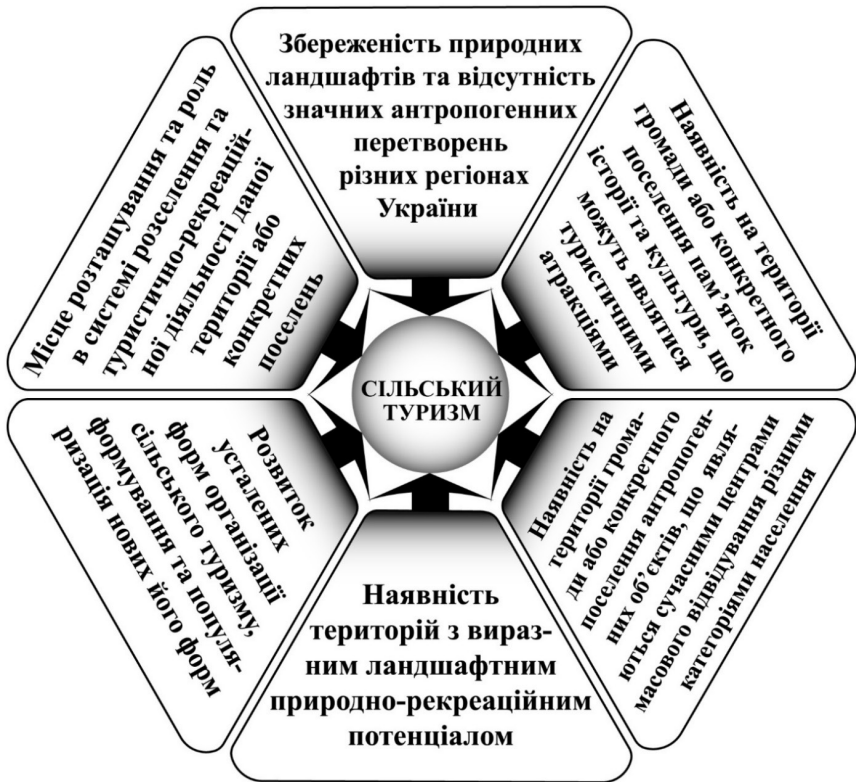 Збереженість природних
ландшафтів та відсутність
значних антропогенних
перетворень
різних регіонах
України
Наявність на території
громади або конкретного
поселення пам’яток
історії та культури, що
можуть являтися
туристичними
атракціями
Наявність на
території грома-
ди або конкретного
поселення антропоген-
них об’єктів, що явля-
ються сучасними центрами
масового відвідування різними
категоріями населення
Наявність
територій з вираз-
ним ландшафтним
природно-рекреаційним
потенціалом
Розвиток
усталених
форм організації
сільського туризму,
формування та популя-
ризація нових його форм
Місце розташування та роль
в системі розселення та
туристично-рекреацій-
ної діяльності даної
території або
конкретних
поселень
СІЛЬСЬКИЙ
ТУРИЗМ